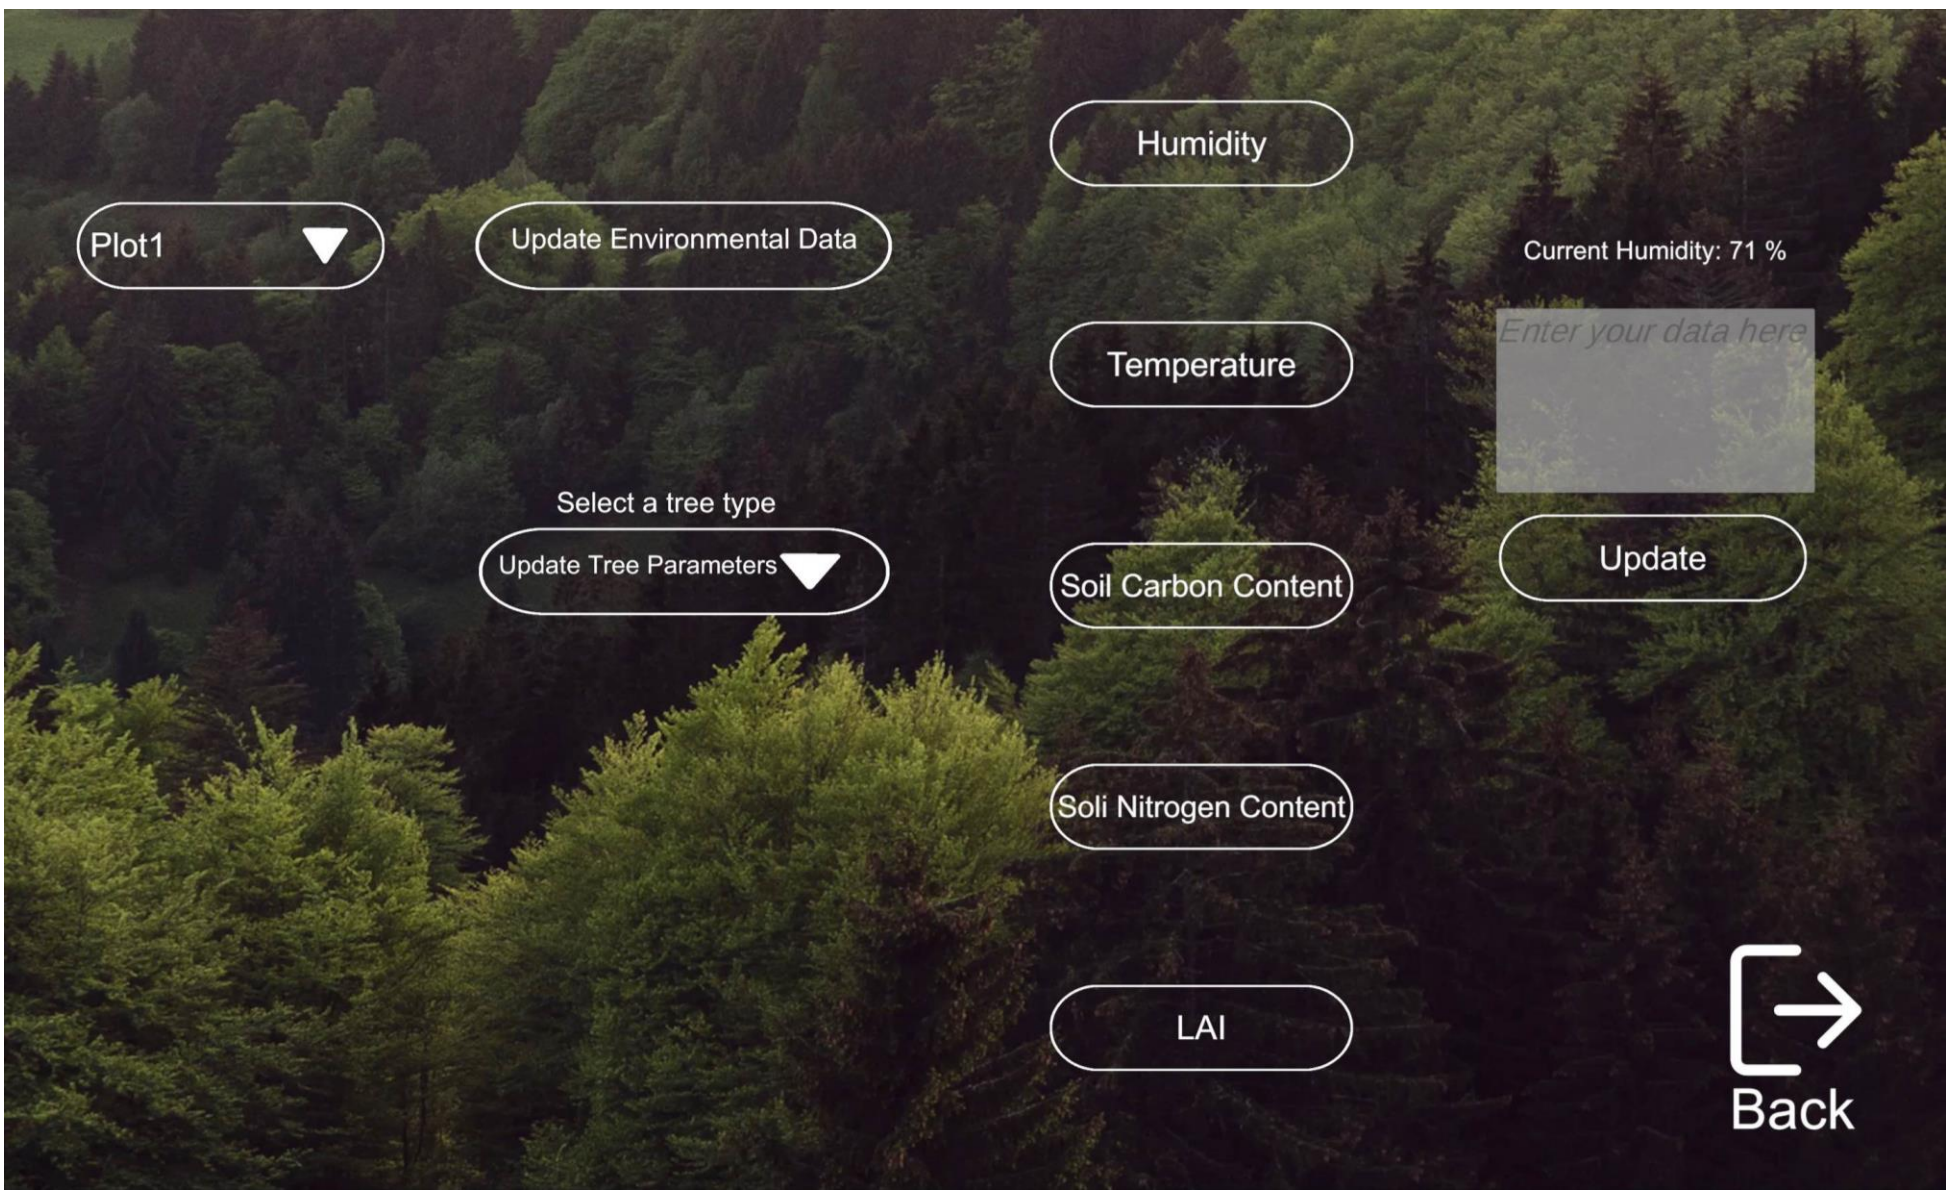 Plot1
Update Environmental Data
Select a tree type
Update Tree Parameters
Humidity
Temperature
Soil Carbon Content
Soli Nitrogen Content
LAI
Current Humidity: 71 %
Enter your data here
Update
Back